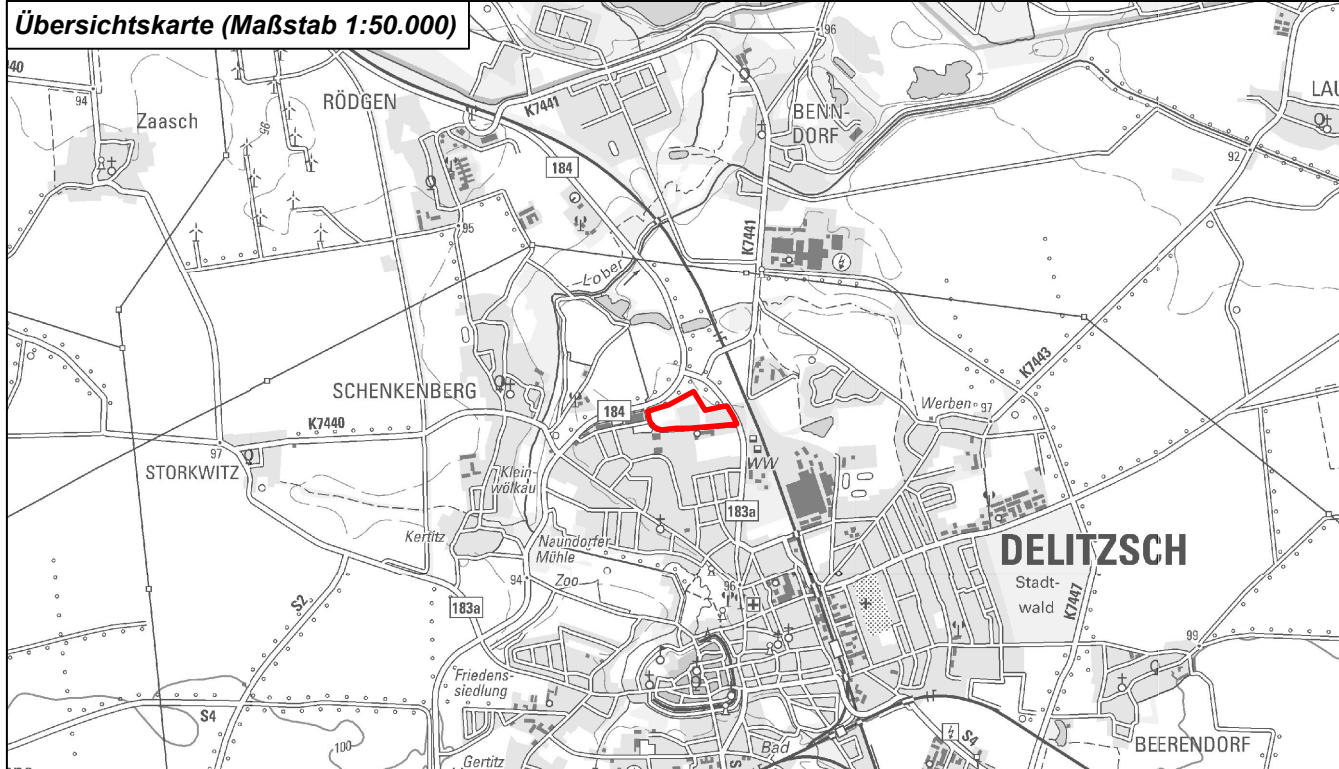 Übersichtskarte (Maßstab 1:50.000)
96
40
94
Zaasch
95
RÖDGEN
K7441
184
BENN-
DORF
LAU
92
95
K7441
Lober
K7443
SCHENKENBERG
184
K7440
97
STORKWITZ
Werben
97
WW
Klein-
wölkau
183a
Kertitz
Naundorfer
Mühle
94
Zoo
96
DELITZSCH
Stadt-
wald
K7447
S2
183a
99
Friedens-
siedlung
S4
100
Bad
S4
BEERENDORF
Gertitz
S